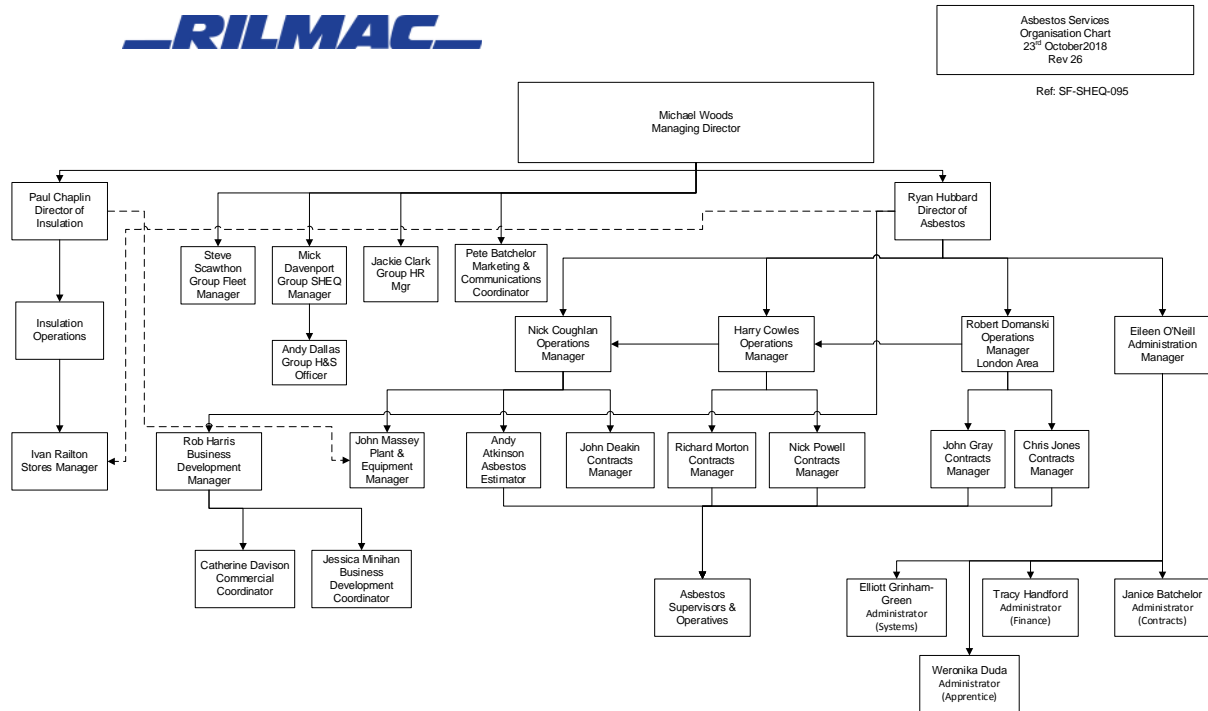 RILMAC
Asbestos Services
Organisation Chart
23rd October2018
Rev 26
Ref: SF-SHEQ-095
Michael Woods
Managing Director
Paul Chaplin
Director of
Insulation
Ryan Hubbard
Director of
Asbestos
Steve
Scawthon
Group Fleet
Manager
Mick
Davenport
Group SHEQ
Manager
Jackie Clark
Group HR
Mgr
Pete Batchelor
Marketing &
Communications
Coordinator
Insulation
Operations
Andy Dallas
Group H&S
Officer
Nick Coughlan
Operations
Manager
Harry Cowles
Operations
Manager
Robert Domanski
Operations
Manager
London Area
Eileen O'Neill
Administration
Manager
Ivan Railton
Stores Manager
Rob Harris
Business
Development
Manager
John Massey
Plant &
Equipment
Manager
Andy
Atkinson
Asbestos
Estimator
John Deakin
Contracts
Manager
Richard Morton
Contracts
Manager
Nick Powell
Contracts
Manager
John Gray
Contracts
Manager
Chris Jones
Contracts
Manager
Catherine Davison
Commercial
Coordinator
Jessica Minihan
Business
Development
Coordinator
Asbestos
Supervisors &
Operatives
Elliott Grinham-
Green
Administrator
(Systems)
Tracy Handford
Administrator
(Finance)
Janice Batchelor
Administrator
(Contracts)
Weronika Duda
Administrator
(Apprentice)